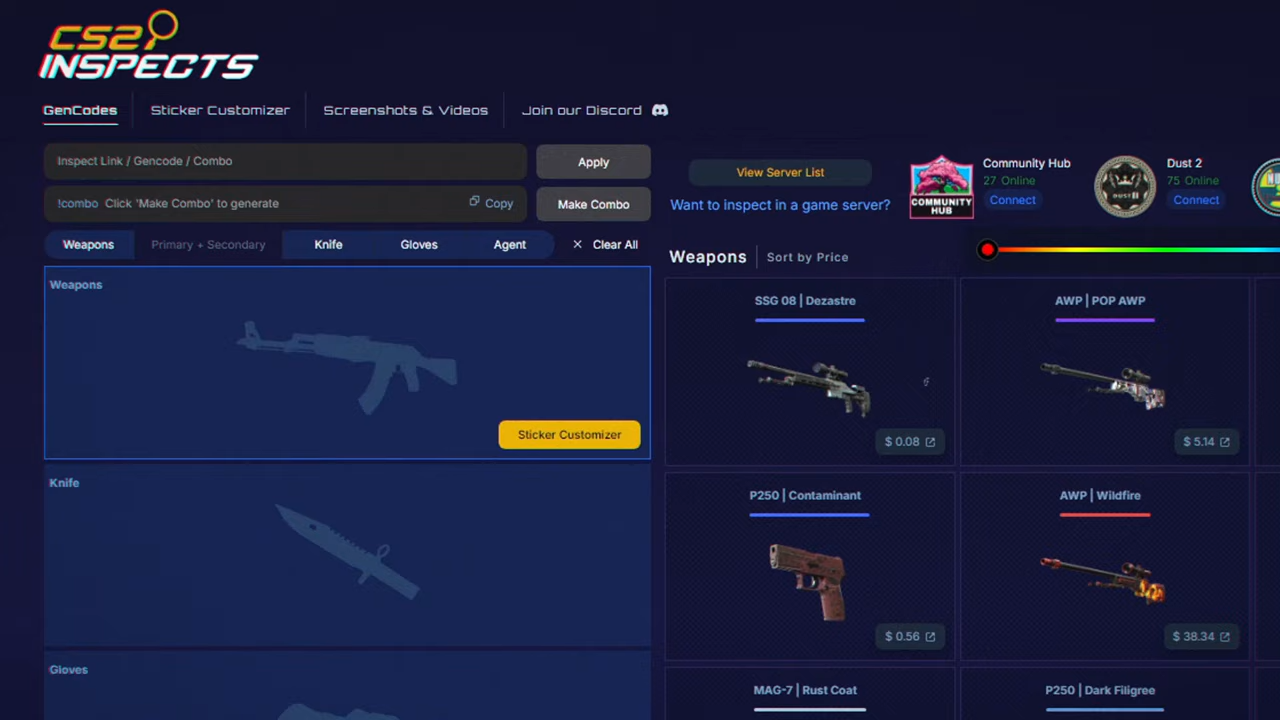 CS2
INSPECTS
GenCodes
Sticker Customizer
Screenshots & Videos
Join our Discord
Inspect Link / Gencode / Combo
Apply
!combo Click 'Make Combo' to generate
Copy
Make Combo
View Server List
Want to inspect in a game server?
COMMUNITY
HUB
Community Hub
27 Online
Connect
Dust 2
75 Online
Connect
Weapons
Primary + Secondary
Knife
Gloves
Agent
× Clear All
Weapons
Sort by Price
Weapons
Sticker Customizer
Knife
Gloves
SSG 08 | Dezastre
$ 0.08
AWP | POP AWP
$ 5.14
P250 | Contaminant
$ 0.56
AWP | Wildfire
$ 38.34
MAG-7 | Rust Coat
P250 | Dark Filigree